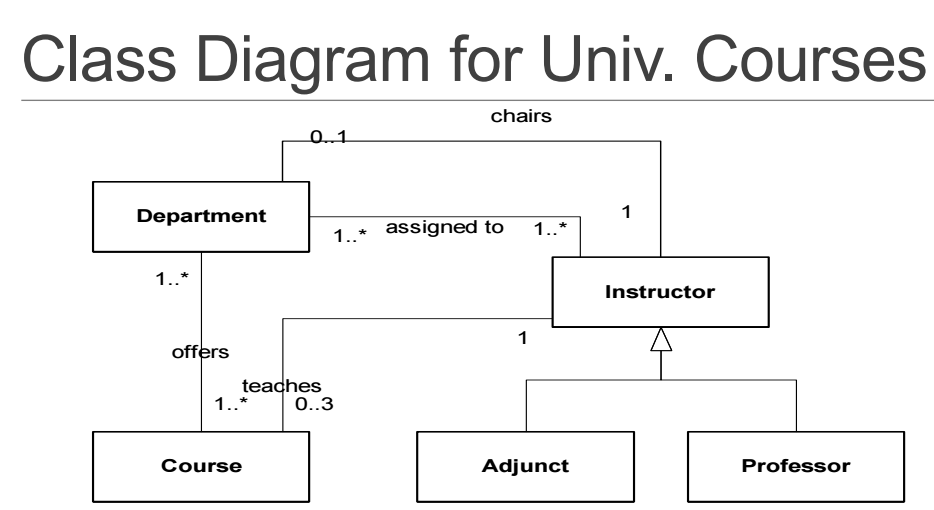 Class Diagram for Univ. Courses
chairs
0..1
Department
1
1..*
assigned to
1..*
1..*
Instructor
1
offers
teaches
1..*
0..3
Course
Adjunct
Professor